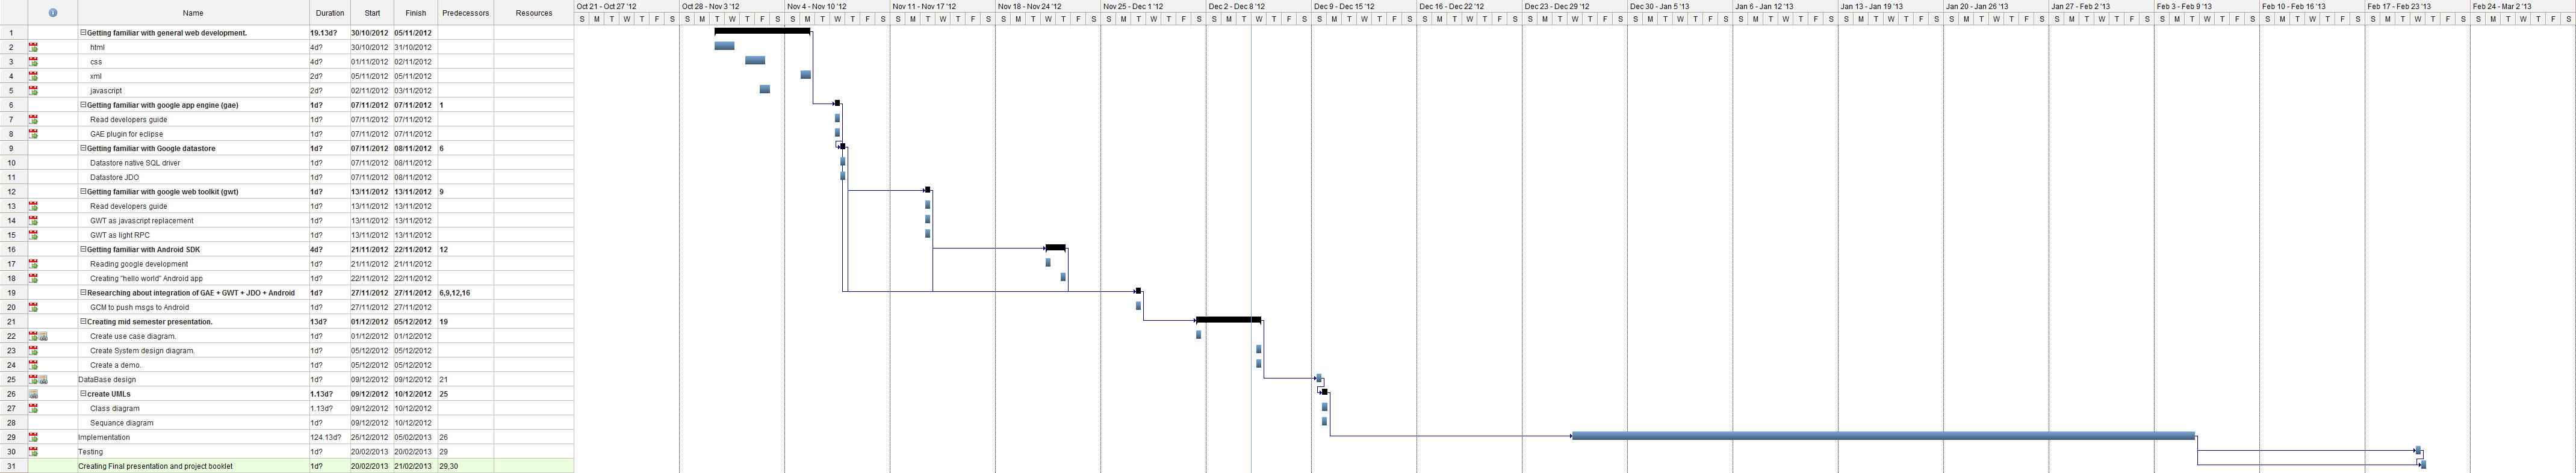 Name Duration Start Finish Predecessors Resources
Oct 21 - Oct 27 '12 Oct 28 - Nov 3 '12 Nov 4 - Nov 10 '12 Nov 11 - Nov 17 '12 Nov 18 - Nov 24 '12 Nov 25 - Dec 1 '12 Dec 2 - Dec 8 '12 Dec 9 - Dec 15 '12 Dec 16 - Dec 22 '12 Dec 23 - Dec 29 '12 Dec 30 - Jan 5 '13 Jan 6 - Jan 12 '13 Jan 13 - Jan 19 '13 Jan 20 - Jan 26 '13 Jan 27 - Feb 2 '13 Feb 3 - Feb 9 '13 Feb 10 - Feb 16 '13 Feb 17 - Feb 23 '13 Feb 24 - Mar 2 '13
S M T W T F S S M T W T F S S M T W T F S S M T W T F S S M T W T F S S M T W T F S S M T W T F S S M T W T F S S M T W T F S S M T W T F S S M T W T F S S M T W T F S S M T W T F S S M T W T F S S M T W T F S S M T W T F S S M T W T F S S M T W T F S S M T W T F S
1 Getting familiar with general web development. 19.13d? 30/10/2012 05/11/2012
2 html 4d? 30/10/2012 31/10/2012
3 css 4d? 01/11/2012 02/11/2012
4 xml 2d? 05/11/2012 05/11/2012
5 javascript 2d? 02/11/2012 03/11/2012
6 Getting familiar with google app engine (gae) 1d? 07/11/2012 07/11/2012 1
7 Read developers guide 1d? 07/11/2012 07/11/2012
8 GAE plugin for eclipse 1d? 07/11/2012 07/11/2012
9 Getting familiar with Google datastore 1d? 07/11/2012 08/11/2012 6
10 Datastore native SQL driver 1d? 07/11/2012 08/11/2012
11 Datastore JDO 1d? 07/11/2012 08/11/2012
12 Getting familiar with google web toolkit (gwt) 1d? 13/11/2012 13/11/2012 9
13 Read developers guide 1d? 13/11/2012 13/11/2012
14 GWT as javascript replacement 1d? 13/11/2012 13/11/2012
15 GWT as light RPC 1d? 13/11/2012 13/11/2012
16 Getting familiar with Android SDK 4d? 21/11/2012 22/11/2012 12
17 Reading google development 1d? 21/11/2012 21/11/2012
18 Creating "hello world" Android app 1d? 22/11/2012 22/11/2012
19 Researching about integration of GAE + GWT + JDO + Android 1d? 27/11/2012 27/11/2012 6,9,12,16
20 GCM to push msgs to Android 1d? 27/11/2012 27/11/2012
21 Creating mid semester presentation. 13d? 01/12/2012 05/12/2012 19
22 Create use case diagram. 1d? 01/12/2012 01/12/2012
23 Create System design diagram. 1d? 05/12/2012 05/12/2012
24 Create a demo. 1d? 05/12/2012 05/12/2012
25 DataBase design 1d? 09/12/2012 09/12/2012 21
26 create UMLs 1.13d? 09/12/2012 10/12/2012 25
27 Class diagram 1.13d? 09/12/2012 10/12/2012
28 Sequance diagram 1d? 09/12/2012 10/12/2012
29 Implementation 124.13d? 26/12/2012 05/02/2013 26
30 Testing 1d? 20/02/2013 20/02/2013 29
31 Creating Final presentation and project booklet 1d? 20/02/2013 21/02/2013 29,30